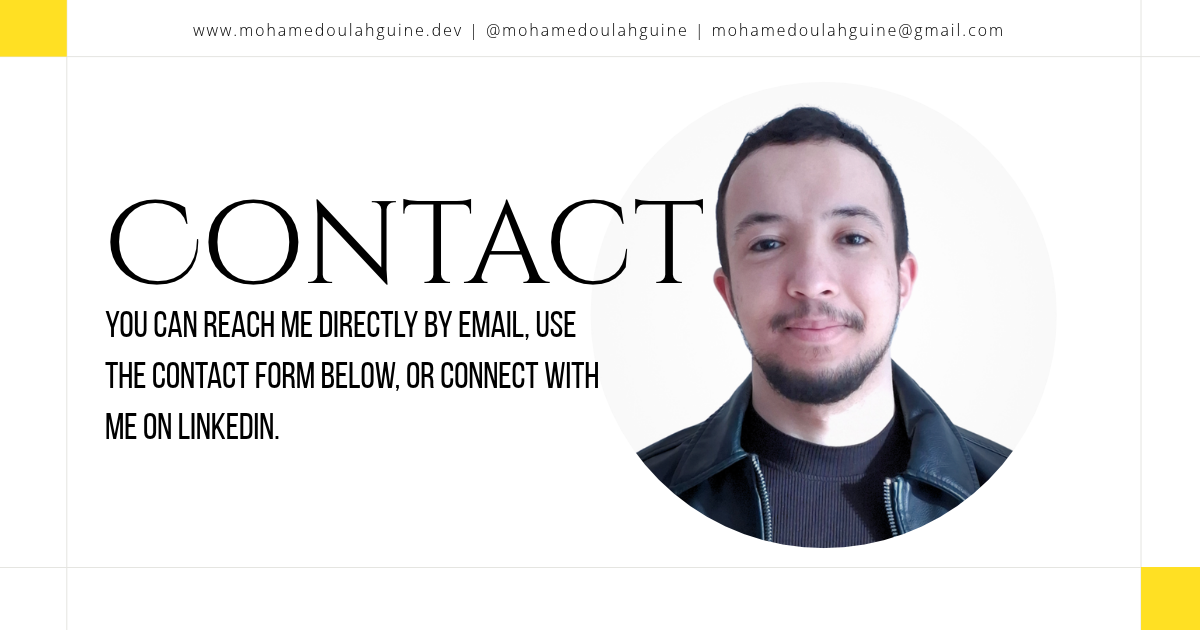 www.mohamedoulahguine.dev | @mohamedoulahguine | mohamedoulahguine@gmail.com
CONTACT
YOU CAN REACH ME DIRECTLY BY EMAIL, USE
THE CONTACT FORM BELOW, OR CONNECT WITH
ME ON LINKEDIN.